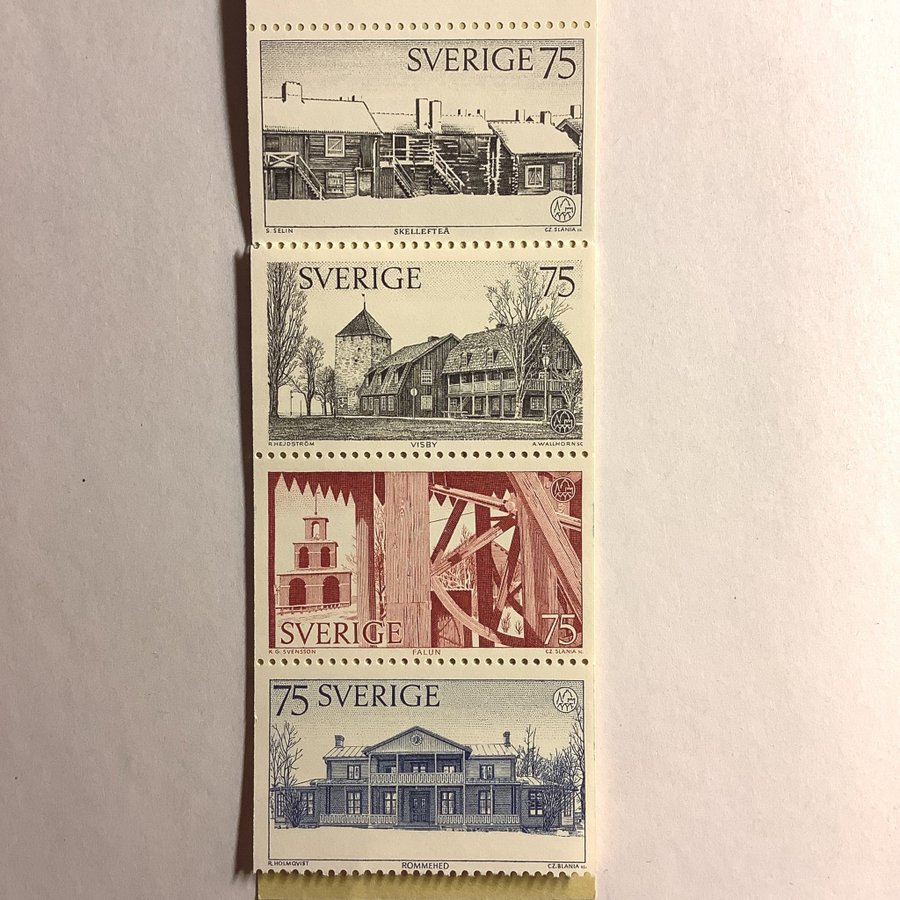 SVERIGE 75
S. SELIN SKELLEFTEÅ CZ. SLANIA SC.
SVERIGE 75
R. HEJDSTRÖM VISBY A. WALLHORN SC
SVERIGE 75
K. G. SVENSSON FALUN CZ. SLANIA SC.
75 SVERIGE
R. HOLMQVIST ROMMEHED CZ. SLANIA SC.